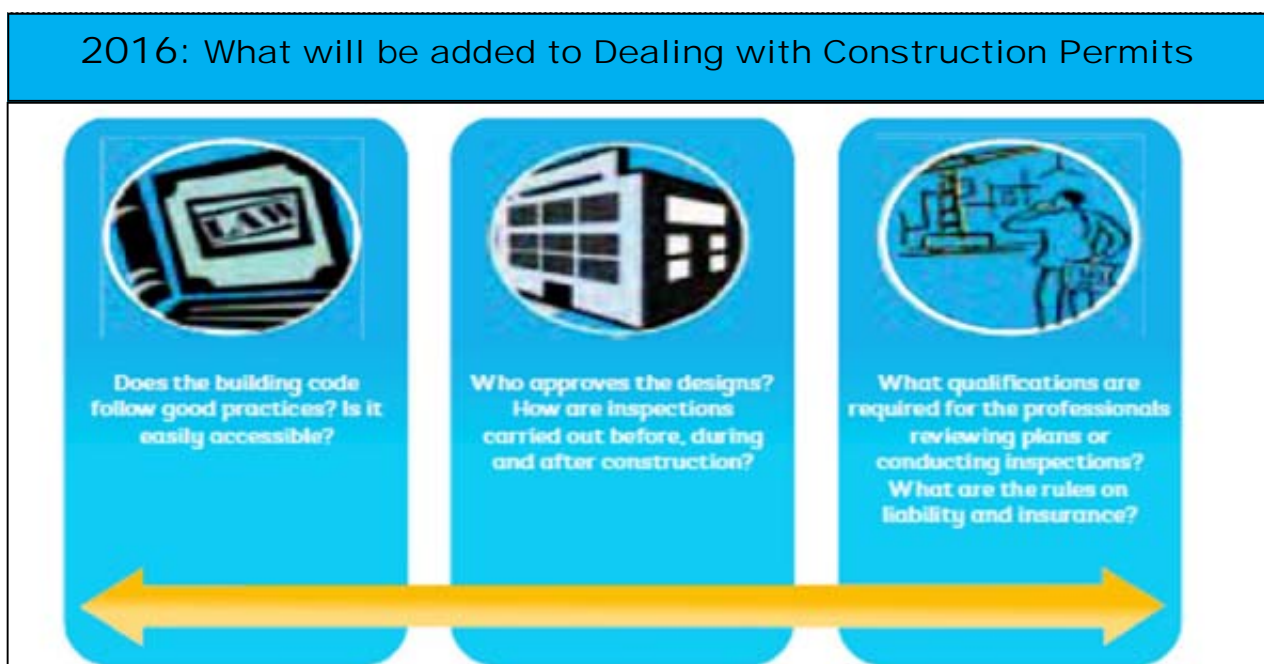 2016: What will be added to Dealing with Construction Permits
LAW
Does the building code
follow good practices? Is it
easily accessible?
Who approves the designs?
How are inspections
carried out before, during
and after construction?
What qualifications are
required for the professionals
reviewing plans or
conducting inspections?
What are the rules on
liability and insurance?